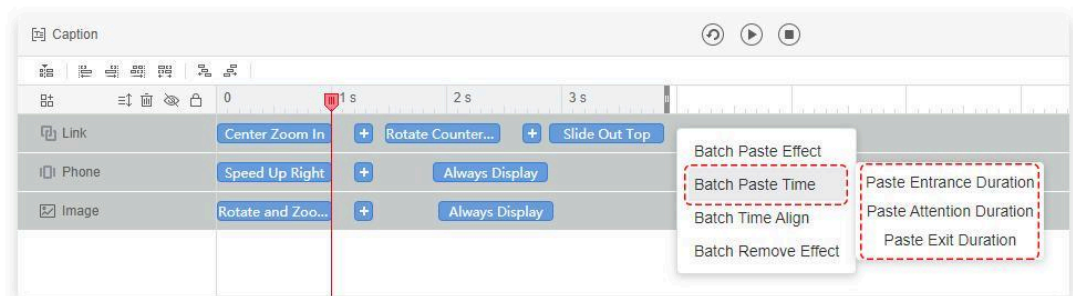 Caption
0 1 s 2 s 3 s
Link Center Zoom In Rotate Counter... Slide Out Top
Phone Speed Up Right Always Display
Image Rotate and Zoo... Always Display
Batch Paste Effect
Batch Paste Time
Batch Time Align
Batch Remove Effect
Paste Entrance Duration
Paste Attention Duration
Paste Exit Duration